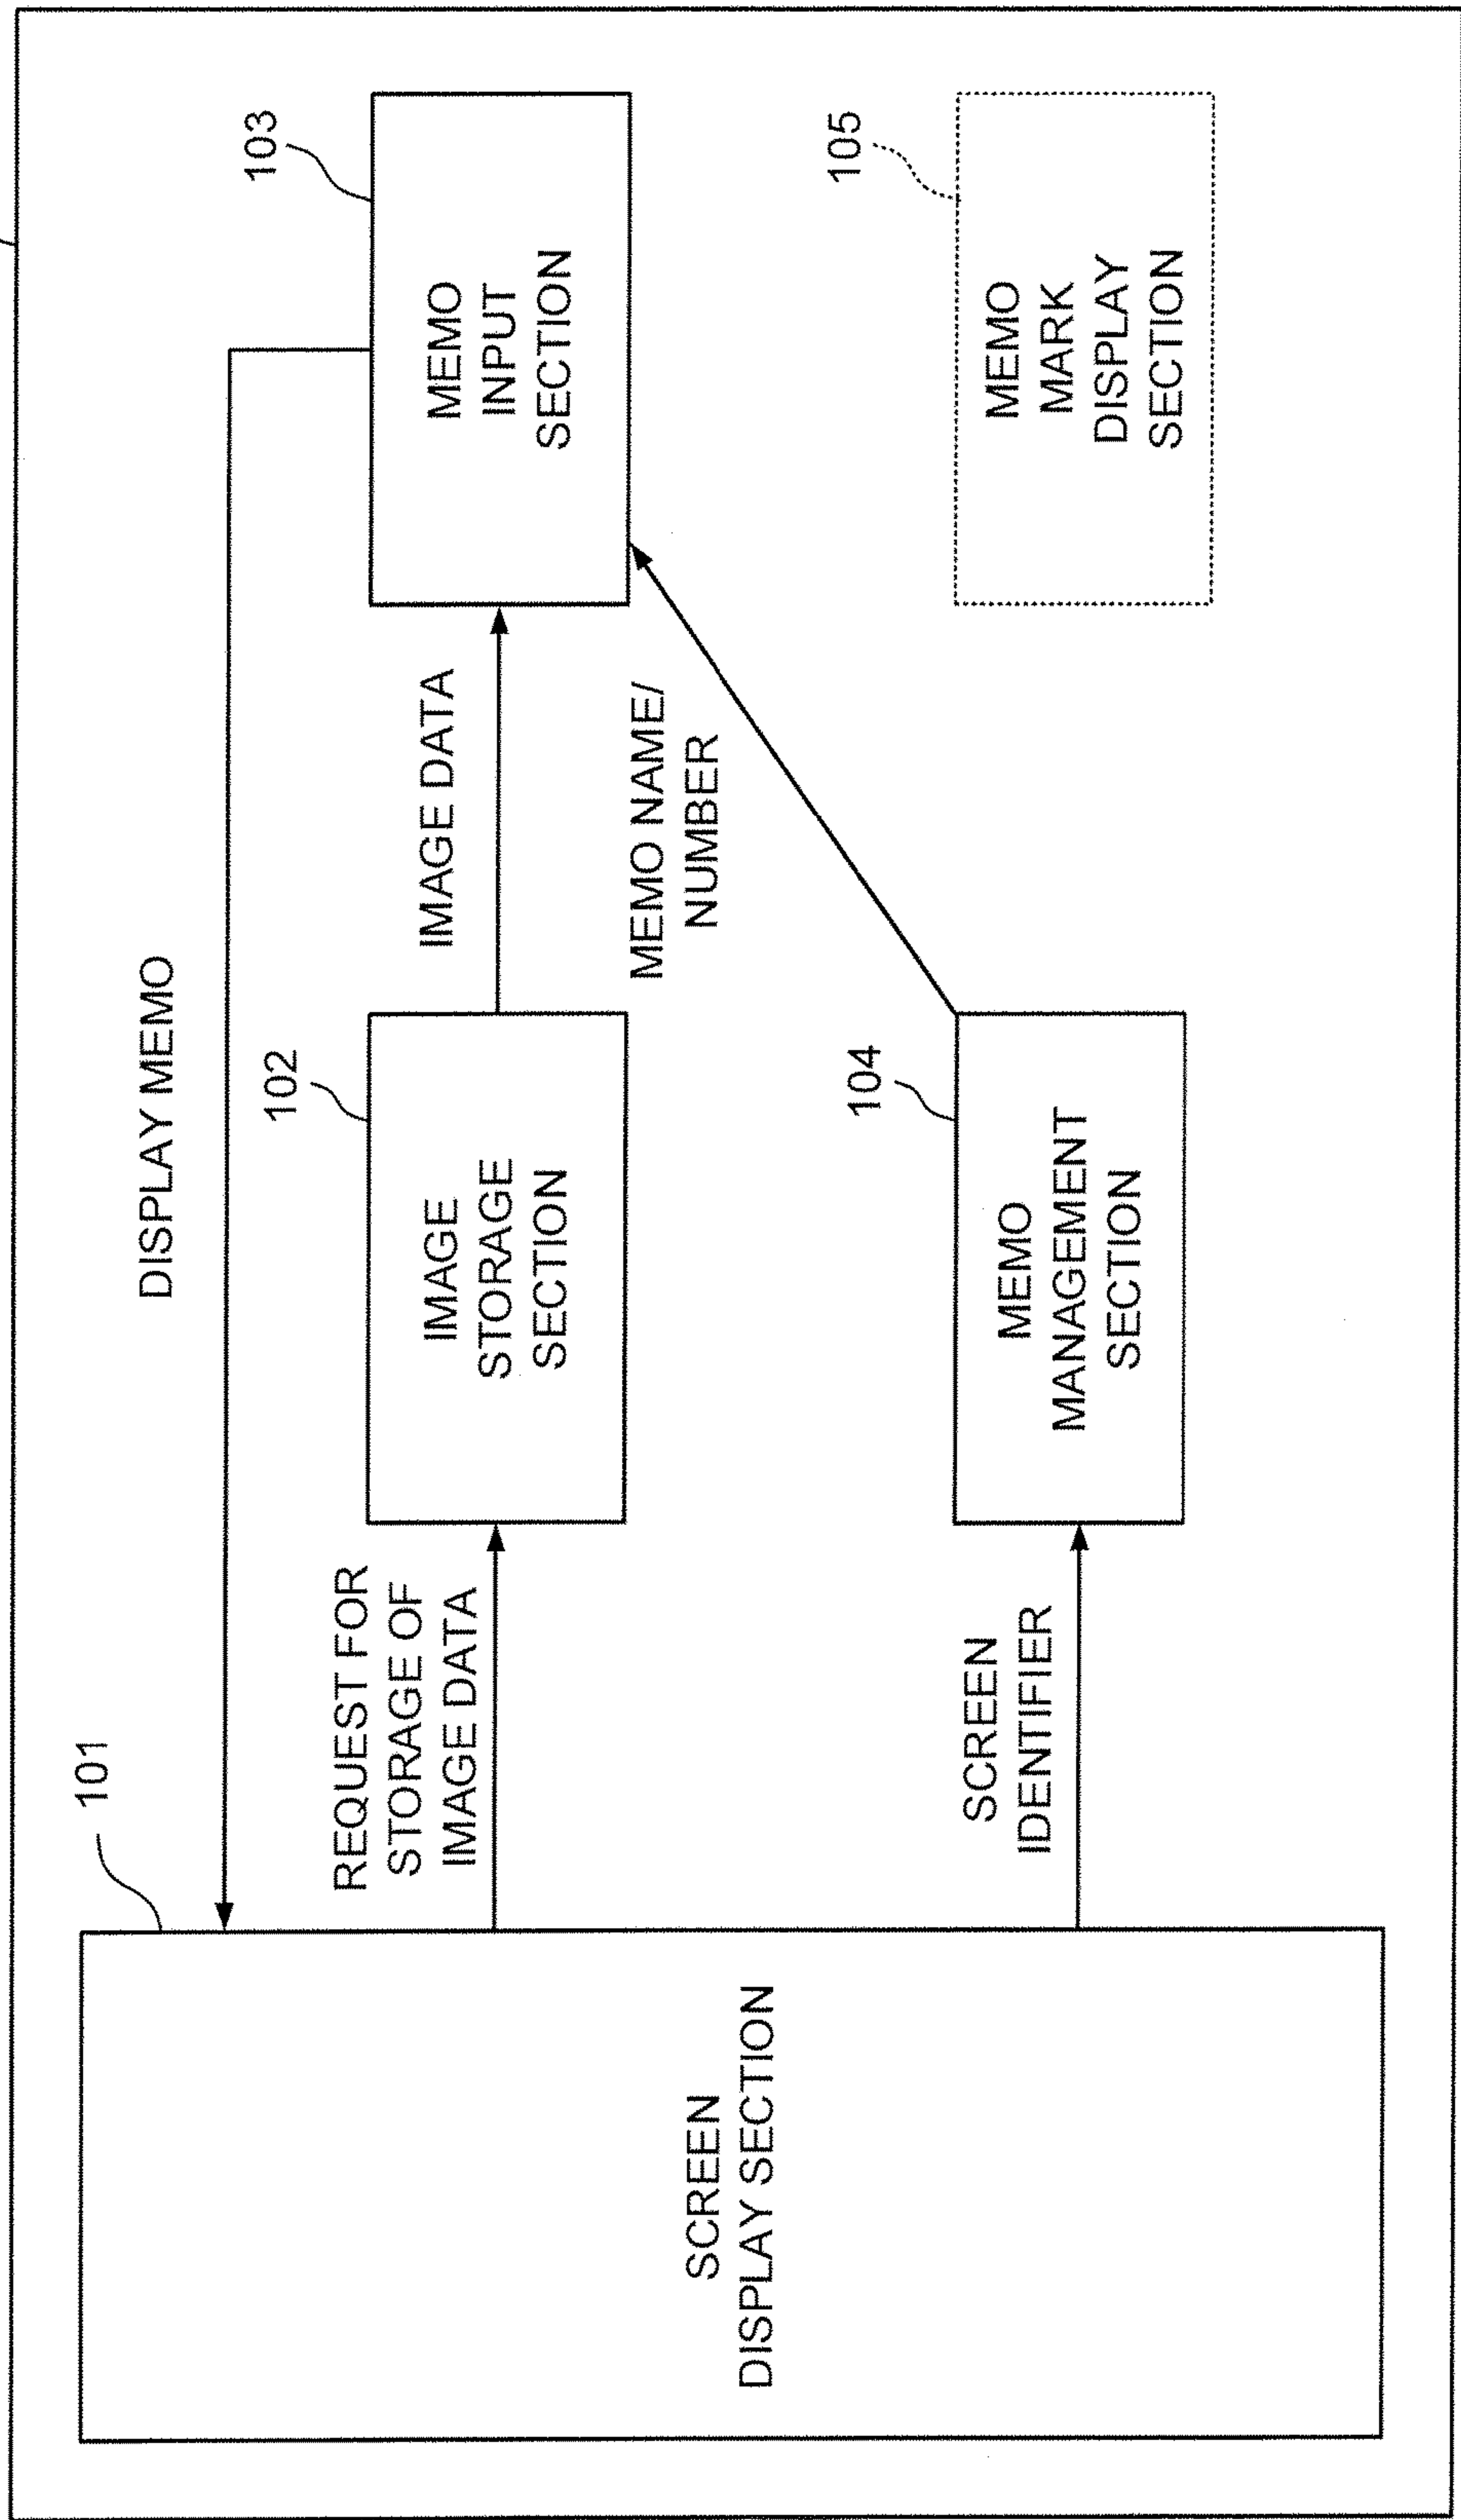 DISPLAY MEMO
101
REQUEST FOR
STORAGE OF
IMAGE DATA
102
IMAGE
STORAGE
SECTION
IMAGE DATA
103
MEMO
INPUT
SECTION
SCREEN
DISPLAY SECTION
MEMO NAME/
NUMBER
SCREEN
IDENTIFIER
104
MEMO
MANAGEMENT
SECTION
105
MEMO
MARK
DISPLAY
SECTION